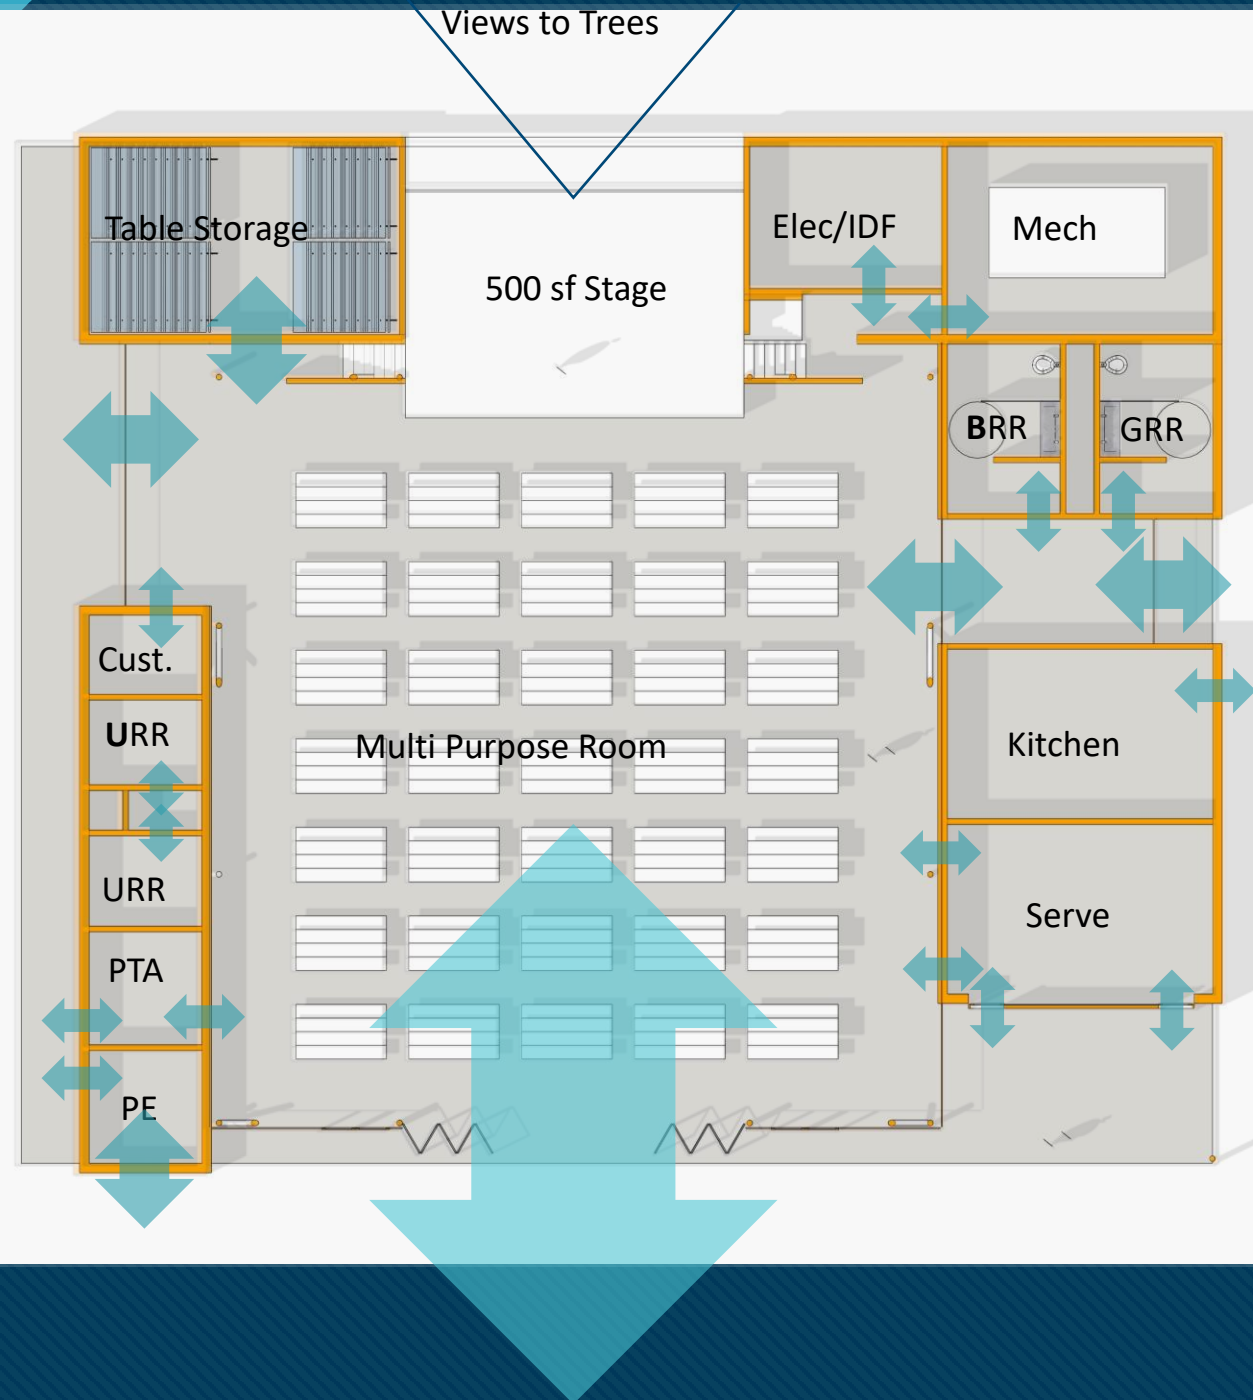 Views to Trees
Table Storage
500 sf Stage
Elec/IDF
Mech
BRR
GRR
Cust.
URR
Multi Purpose Room
Kitchen
URR
Serve
PTA
PE